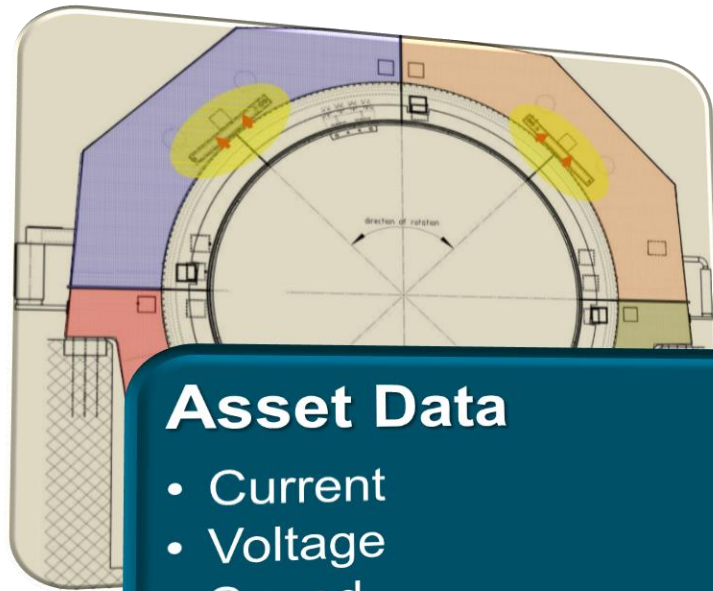 direction of rotation
Asset Data
• Current
• Voltage